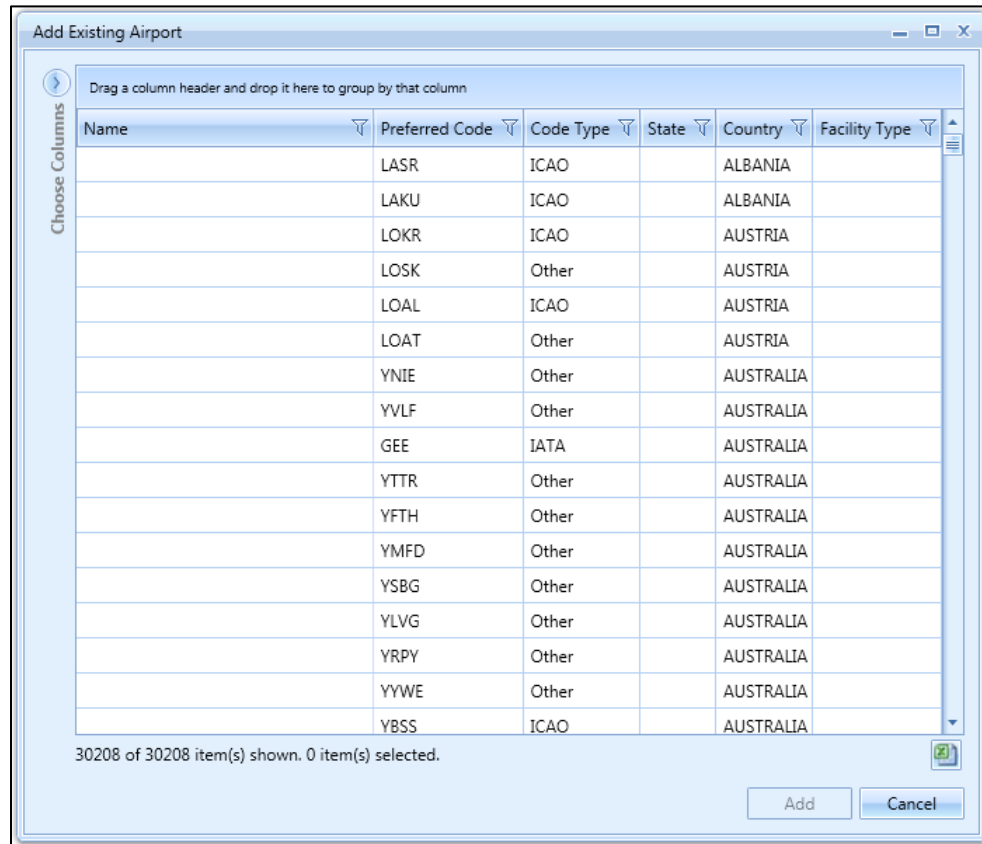 Add Existing Airport
Choose Columns
Drag a column header and drop it here to group by that column
Name Preferred Code Code Type State Country Facility Type
LASR ICAO ALBANIA
LAKU ICAO ALBANIA
LOKR ICAO AUSTRIA
LOSK Other AUSTRIA
LOAL ICAO AUSTRIA
LOAT Other AUSTRIA
YNIE Other AUSTRALIA
YVLF Other AUSTRALIA
GEE IATA AUSTRALIA
YTTR Other AUSTRALIA
YFTH Other AUSTRALIA
YMFD Other AUSTRALIA
YSBG Other AUSTRALIA
YLVG Other AUSTRALIA
YRPY Other AUSTRALIA
YYWE Other AUSTRALIA
YBSS ICAO AUSTRALIA
30208 of 30208 item(s) shown. 0 item(s) selected.
Add Cancel